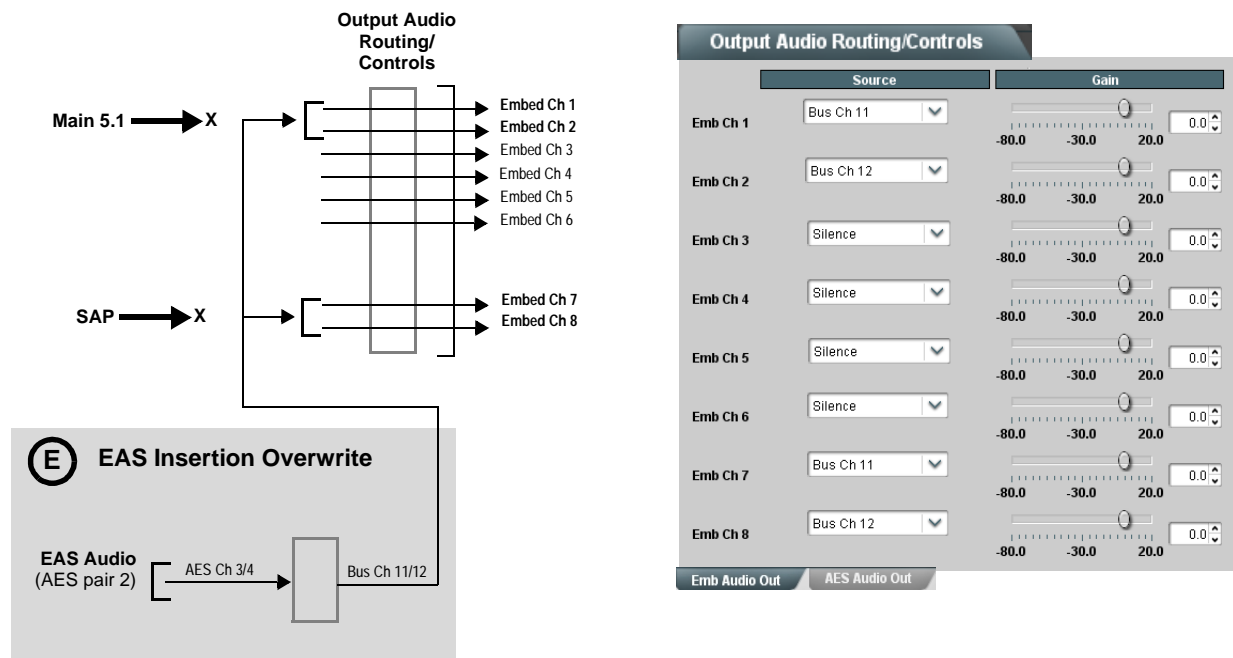 Output Audio
Routing/
Controls
Main 5.1
X
Embed Ch 1
Embed Ch 2
Embed Ch 3
Embed Ch 4
Embed Ch 5
Embed Ch 6
SAP
X
Embed Ch 7
Embed Ch 8
E EAS Insertion Overwrite
EAS Audio
(AES pair 2)
AES Ch 3/4
Bus Ch 11/12
Output Audio Routing/Controls
Source Gain
Emb Ch 1 Bus Ch 11 0.0
-80.0 -30.0 20.0
Emb Ch 2 Bus Ch 12 0.0
-80.0 -30.0 20.0
Emb Ch 3 Silence 0.0
-80.0 -30.0 20.0
Emb Ch 4 Silence 0.0
-80.0 -30.0 20.0
Emb Ch 5 Silence 0.0
-80.0 -30.0 20.0
Emb Ch 6 Silence 0.0
-80.0 -30.0 20.0
Emb Ch 7 Bus Ch 11 0.0
-80.0 -30.0 20.0
Emb Ch 8 Bus Ch 12 0.0
-80.0 -30.0 20.0
Emb Audio Out AES Audio Out